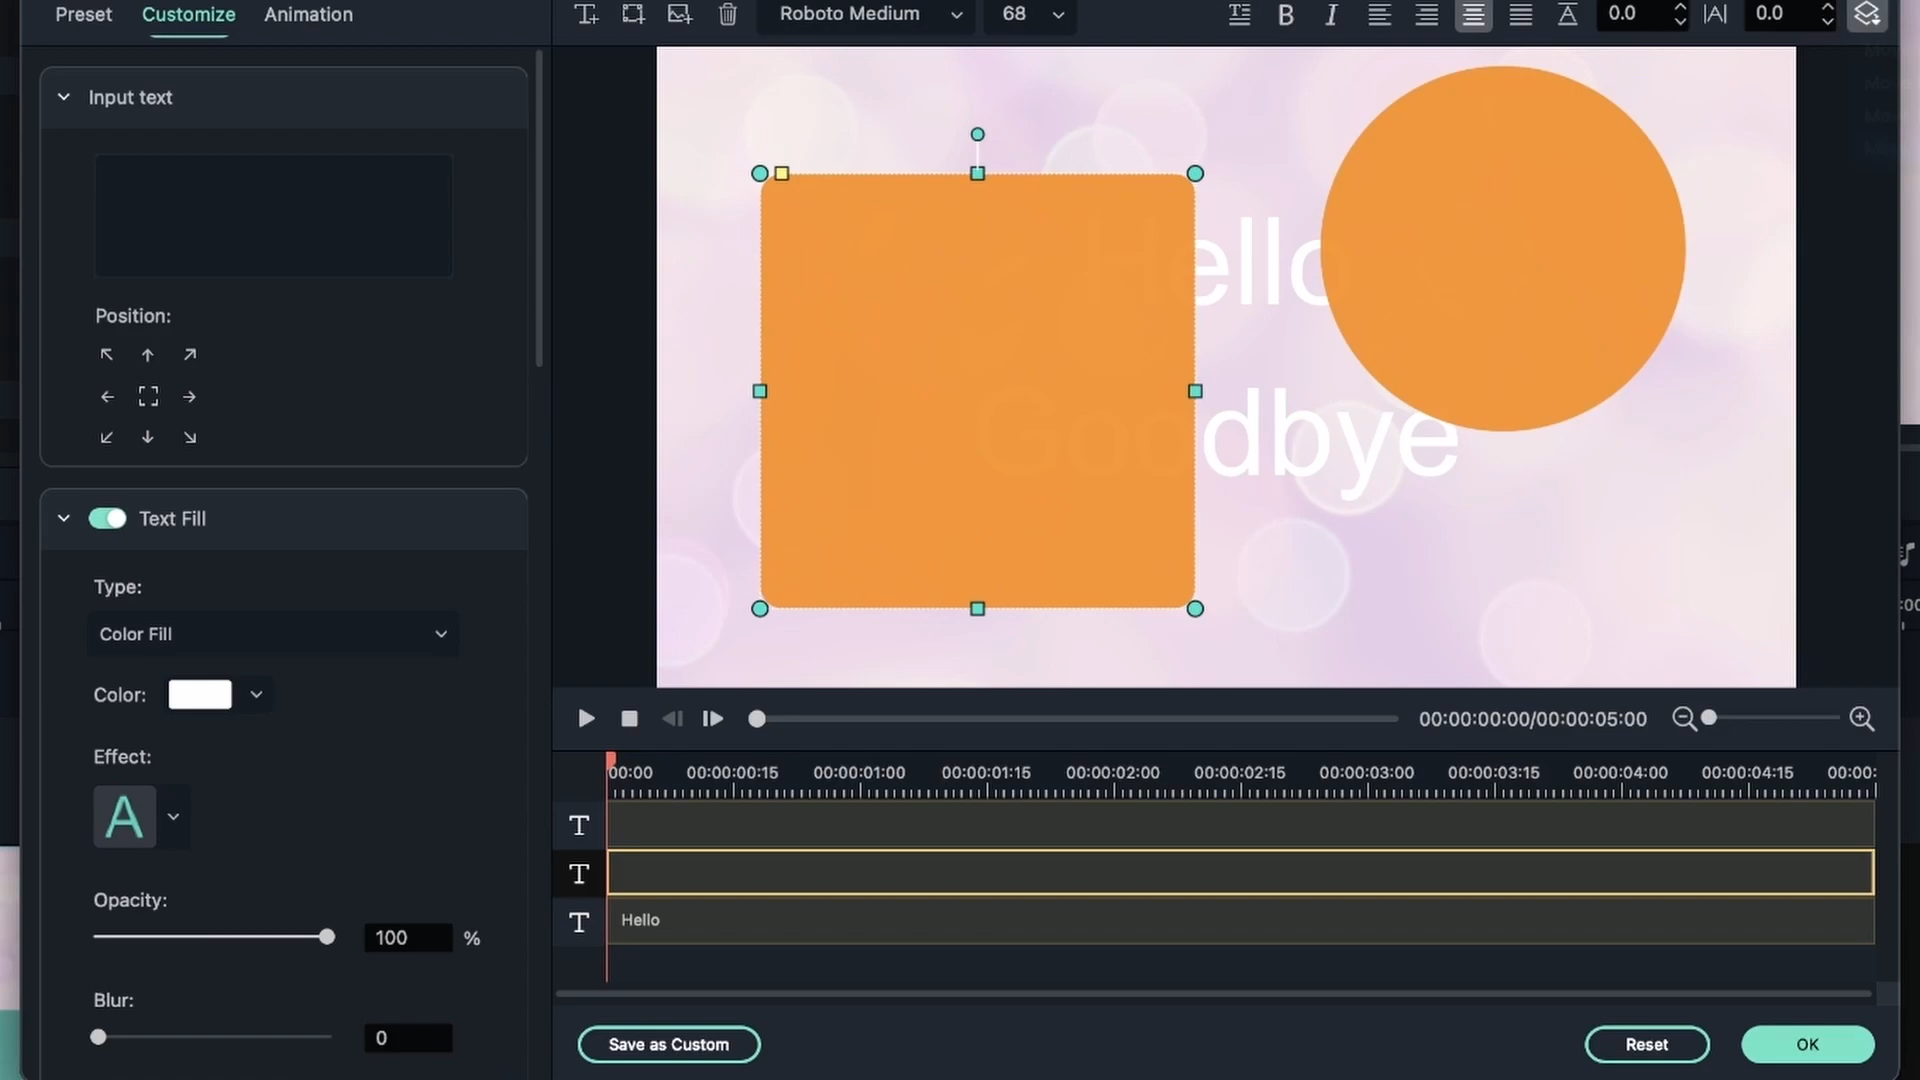 Preset Customize Animation
Roboto Medium 68 B I A 0.0 |A| 0.0
Input text
Position:
Text Fill
Type:
Color Fill
Color:
Effect:
A
Opacity:
100 %
Blur:
0
Hello
Goodbye
00:00:00:00/00:00:05:00
00:00 00:00:00:15 00:00:01:00 00:00:01:15 00:00:02:00 00:00:02:15 00:00:03:00 00:00:03:15 00:00:04:00 00:00:04:15 00:00:
T
T
T Hello
Save as Custom Reset OK